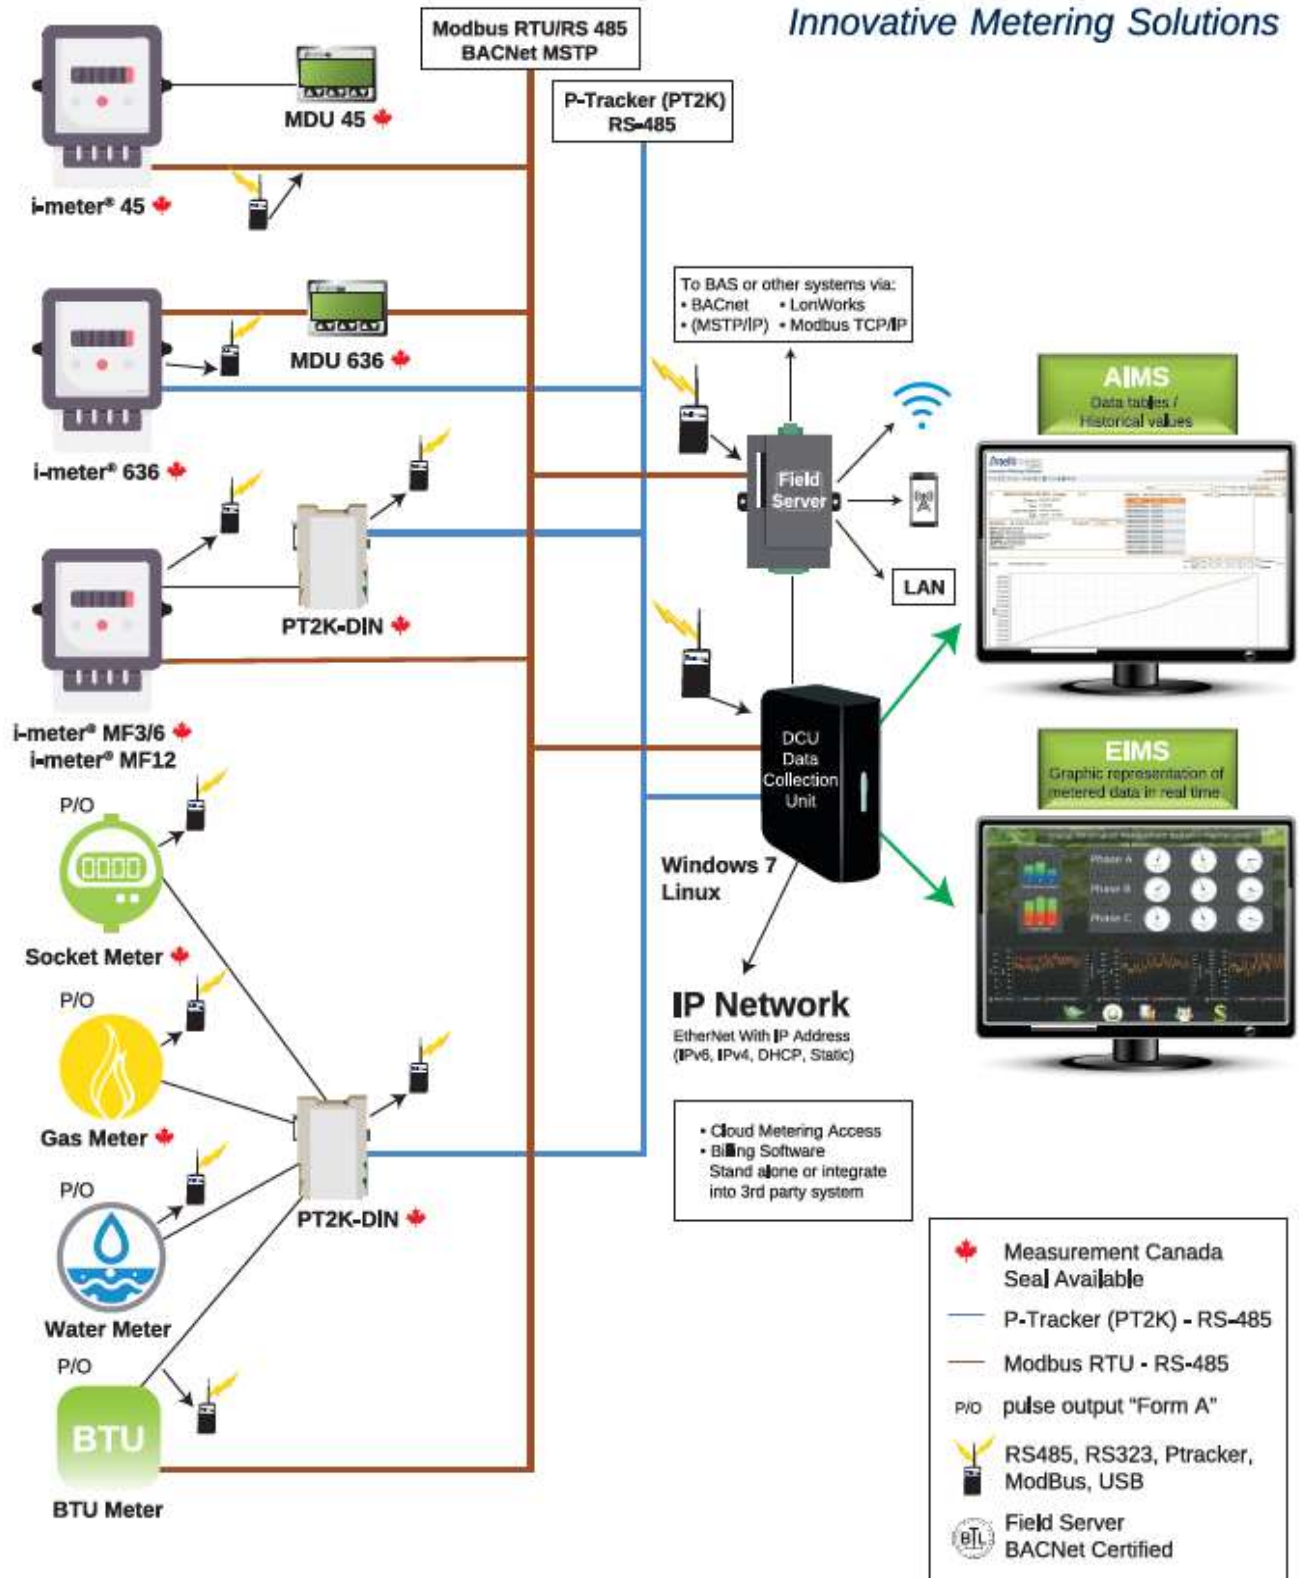 Innovative Metering Solutions
Modbus RTU/RS 485
BACNet MSTP
P-Tracker (PT2K)
RS-485
MDU 45
i-meter® 45
To BAS or other systems via:
• BACnet • LonWorks
• (MSTP/IP) • Modbus TCP/IP
MDU 636
i-meter® 636
AIMS
Data tables /
Historical values
Field
Server
LAN
PT2K-DIN
i-meter® MF3/6
i-meter® MF12
DCU
Data
Collection
Unit
Windows 7
Linux
EIMS
Graphic representation of
metered data in real time
Phase A
Phase B
Phase C
P/O
0000
Socket Meter
IP Network
EtherNet With IP Address
(IPv6, IPv4, DHCP, Static)
P/O
Gas Meter
• Cloud Metering Access
• Billing Software
Stand alone or integrate
into 3rd party system
P/O
PT2K-DIN
Water Meter
P/O
BTU
BTU Meter
Measurement Canada
Seal Available
P-Tracker (PT2K) - RS-485
Modbus RTU - RS-485
P/O pulse output "Form A"
RS485, RS323, Ptracker,
ModBus, USB
BTL
Field Server
BACNet Certified